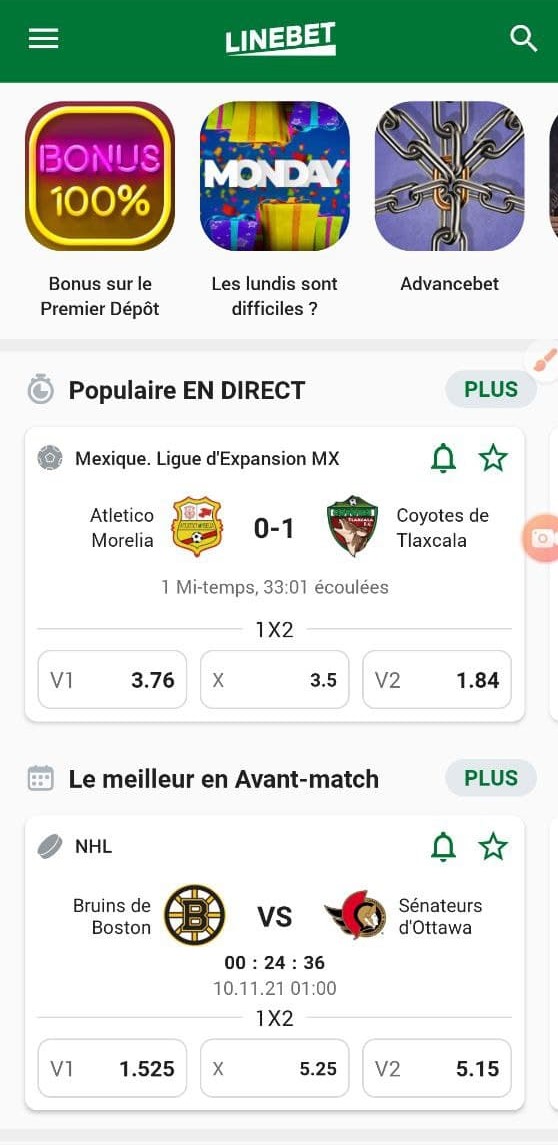 LINEBET
BONUS
100%
MONDAY
Bonus sur le
Premier Dépôt
Les lundis sont
difficiles ?
Advancebet
Populaire EN DIRECT
PLUS
Mexique. Ligue d'Expansion MX
Atletico
Morelia
0-1
Coyotes de
Tlaxcala
1 Mi-temps, 33:01 écoulées
1X2
V1 3.76
X 3.5
V2 1.84
Le meilleur en Avant-match
PLUS
NHL
Bruins de
Boston
B
VS
Sénateurs
d'Ottawa
00 : 24 : 36
10.11.21 01:00
1X2
V1 1.525
X 5.25
V2 5.15